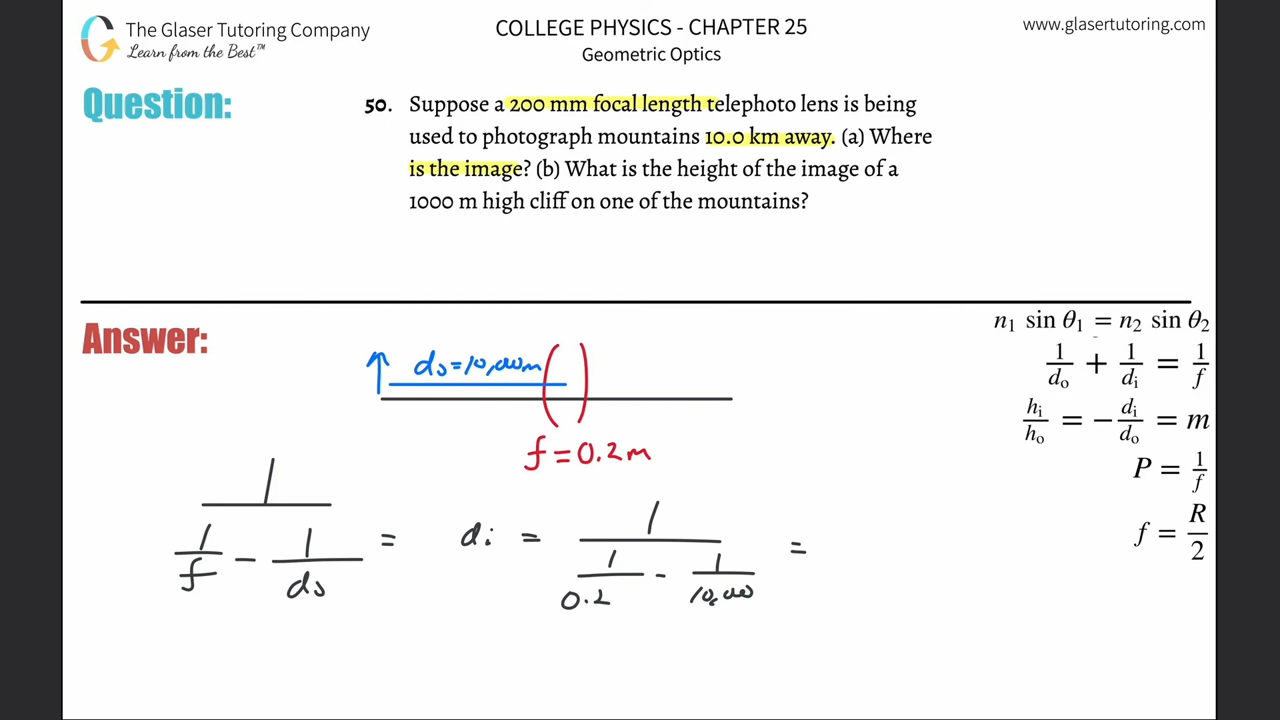 The Glaser Tutoring Company
Learn from the Best™
COLLEGE PHYSICS - CHAPTER 25
Geometric Optics
www.glasertutoring.com
Question:
50. Suppose a 200 mm focal length telephoto lens is being
used to photograph mountains 10.0 km away. (a) Where
is the image? (b) What is the height of the image of a
1000 m high cliff on one of the mountains?
Answer:
n₁ sin θ₁ = n₂ sin θ₂
1/dₒ + 1/dᵢ = 1/f
hᵢ/hₒ = −dᵢ/dₒ = m
P = 1/f
f = R/2
do=10,000m
f = 0.2m
1/(1/f − 1/do) = di = 1/(1/0.2 − 1/10,000) =